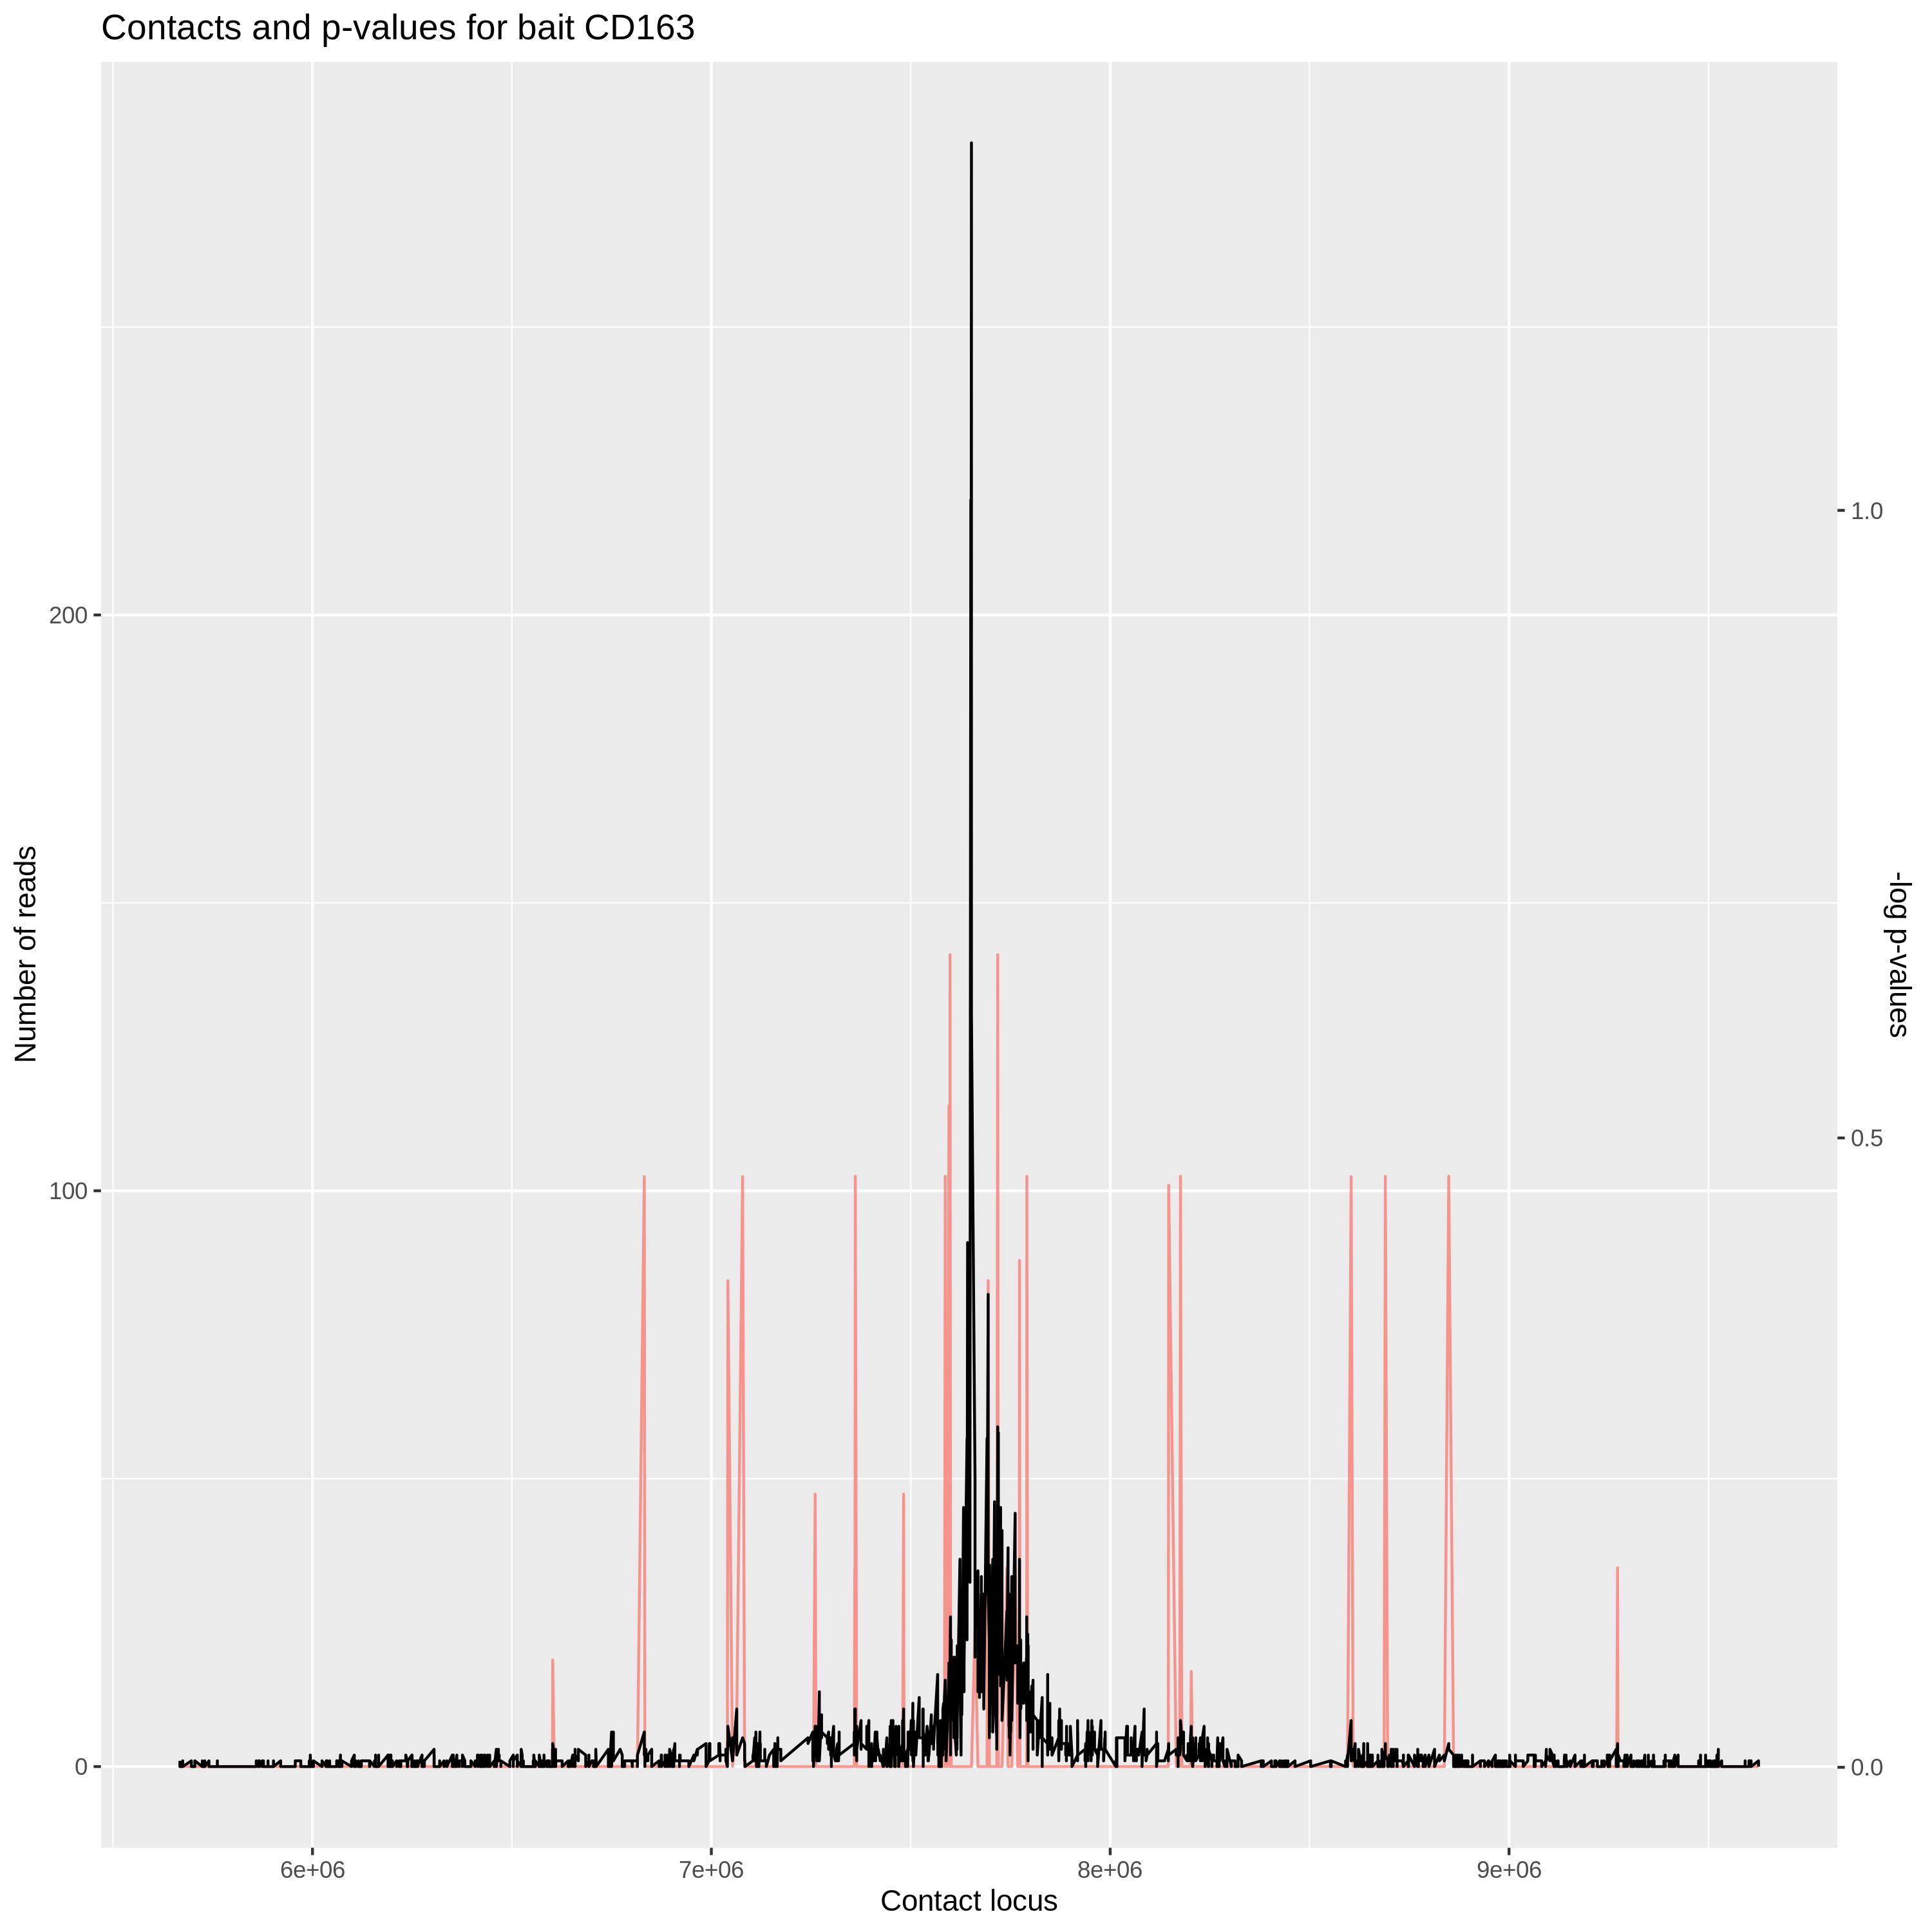 Contacts and p-values for bait CD163
Number of reads
200
100
0
1.0
0.5
0.0
-log p-values
6e+06
7e+06
8e+06
9e+06
Contact locus